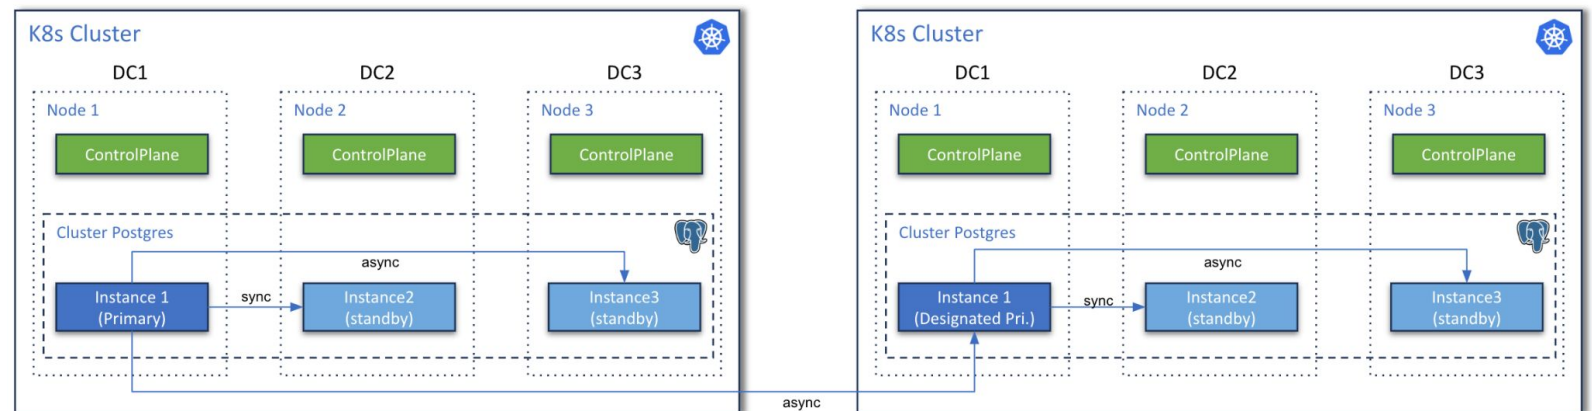 K8s Cluster
DC1
DC2
DC3
Node 1
Node 2
Node 3
ControlPlane
ControlPlane
ControlPlane
Cluster Postgres
async
Instance 1
(Primary)
sync
Instance2
(standby)
Instance3
(standby)
async
K8s Cluster
DC1
DC2
DC3
Node 1
Node 2
Node 3
ControlPlane
ControlPlane
ControlPlane
Cluster Postgres
async
Instance 1
(Designated Pri.)
sync
Instance2
(standby)
Instance3
(standby)